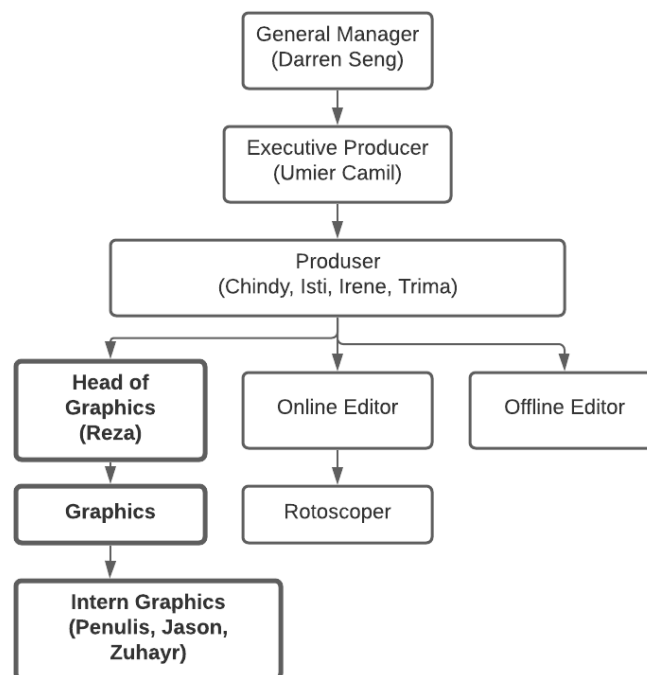 General Manager
(Darren Seng)
Executive Producer
(Umier Camil)
Produser
(Chindy, Isti, Irene, Trima)
Head of
Graphics
(Reza)
Online Editor
Offline Editor
Graphics
Rotoscoper
Intern Graphics
(Penulis, Jason,
Zuhayr)